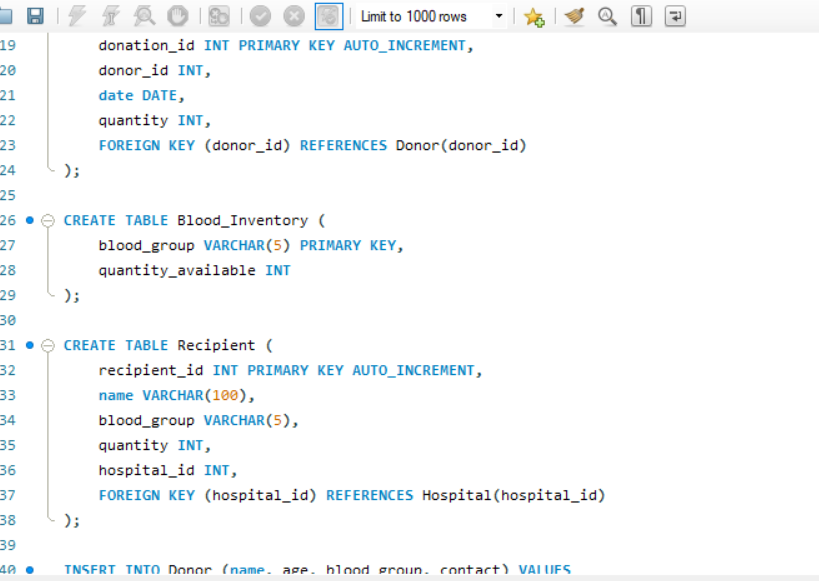 Limit to 1000 rows
19 donation_id INT PRIMARY KEY AUTO_INCREMENT,
20 donor_id INT,
21 date DATE,
22 quantity INT,
23 FOREIGN KEY (donor_id) REFERENCES Donor(donor_id)
24 );
25
26 CREATE TABLE Blood_Inventory (
27 blood_group VARCHAR(5) PRIMARY KEY,
28 quantity_available INT
29 );
30
31 CREATE TABLE Recipient (
32 recipient_id INT PRIMARY KEY AUTO_INCREMENT,
33 name VARCHAR(100),
34 blood_group VARCHAR(5),
35 quantity INT,
36 hospital_id INT,
37 FOREIGN KEY (hospital_id) REFERENCES Hospital(hospital_id)
38 );
39
40 INSERT INTO Donor (name, age, blood_group, contact) VALUES